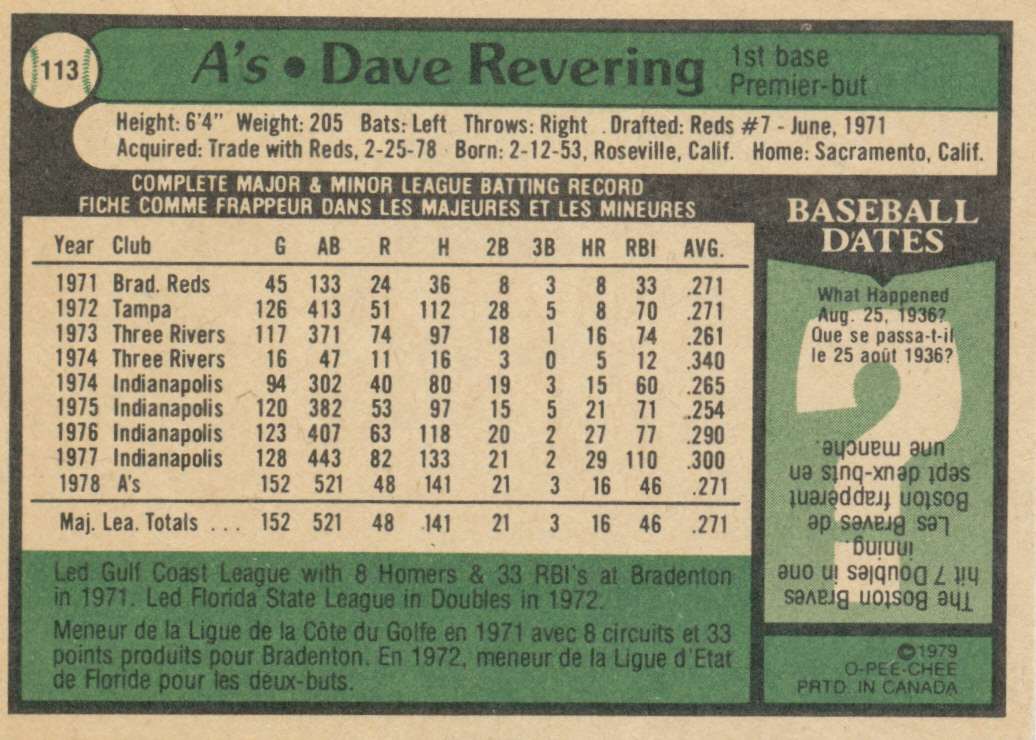 113
A's • Dave Revering
1st base
Premier-but
Height: 6'4" Weight: 205 Bats: Left Throws: Right Drafted: Reds #7 - June, 1971
Acquired: Trade with Reds, 2-25-78 Born: 2-12-53, Roseville, Calif. Home: Sacramento, Calif.
COMPLETE MAJOR & MINOR LEAGUE BATTING RECORD
FICHE COMME FRAPPEUR DANS LES MAJEURES ET LES MINEURES
Year Club G AB R H 2B 3B HR RBI AVG.
1971 Brad. Reds 45 133 24 36 8 3 8 33 .271
1972 Tampa 126 413 51 112 28 5 8 70 .271
1973 Three Rivers 117 371 74 97 18 1 16 74 .261
1974 Three Rivers 16 47 11 16 3 0 5 12 .340
1974 Indianapolis 94 302 40 80 19 3 15 60 .265
1975 Indianapolis 120 382 53 97 15 5 21 71 .254
1976 Indianapolis 123 407 63 118 20 2 27 77 .290
1977 Indianapolis 128 443 82 133 21 2 29 110 .300
1978 A's 152 521 48 141 21 3 16 46 .271
Maj. Lea. Totals ... 152 521 48 141 21 3 16 46 .271
Led Gulf Coast League with 8 Homers & 33 RBI's at Bradenton
in 1971. Led Florida State League in Doubles in 1972.
Meneur de la Ligue de la Côte du Golfe en 1971 avec 8 circuits et 33
points produits pour Bradenton. En 1972, meneur de la Ligue d'Etat
de Floride pour les deux-buts.
BASEBALL
DATES
What Happened
Aug. 25, 1936?
Que se passa-t-il
le 25 août 1936?
The Boston Braves
hit 7 Doubles in one
inning.
Les Braves de
Boston frappèrent
sept deux-buts en
une manche.
©1979
O-PEE-CHEE
PRTD. IN CANADA